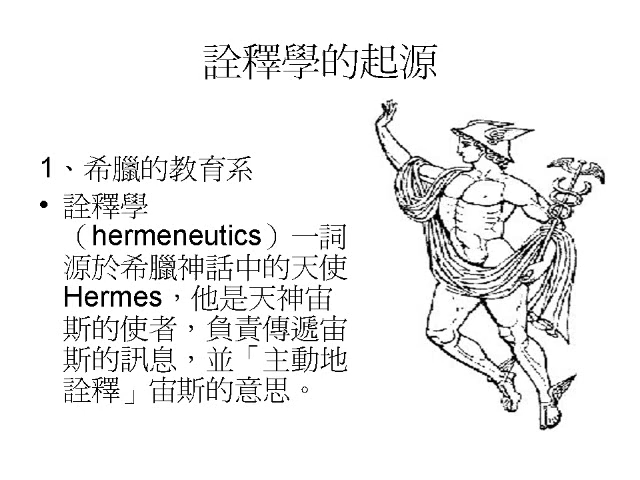 詮釋學的起源
1、希臘的教育系
• 詮釋學
（hermeneutics）一詞
源於希臘神話中的天使
Hermes，他是天神宙
斯的使者，負責傳遞宙
斯的訊息，並「主動地
詮釋」宙斯的意思。